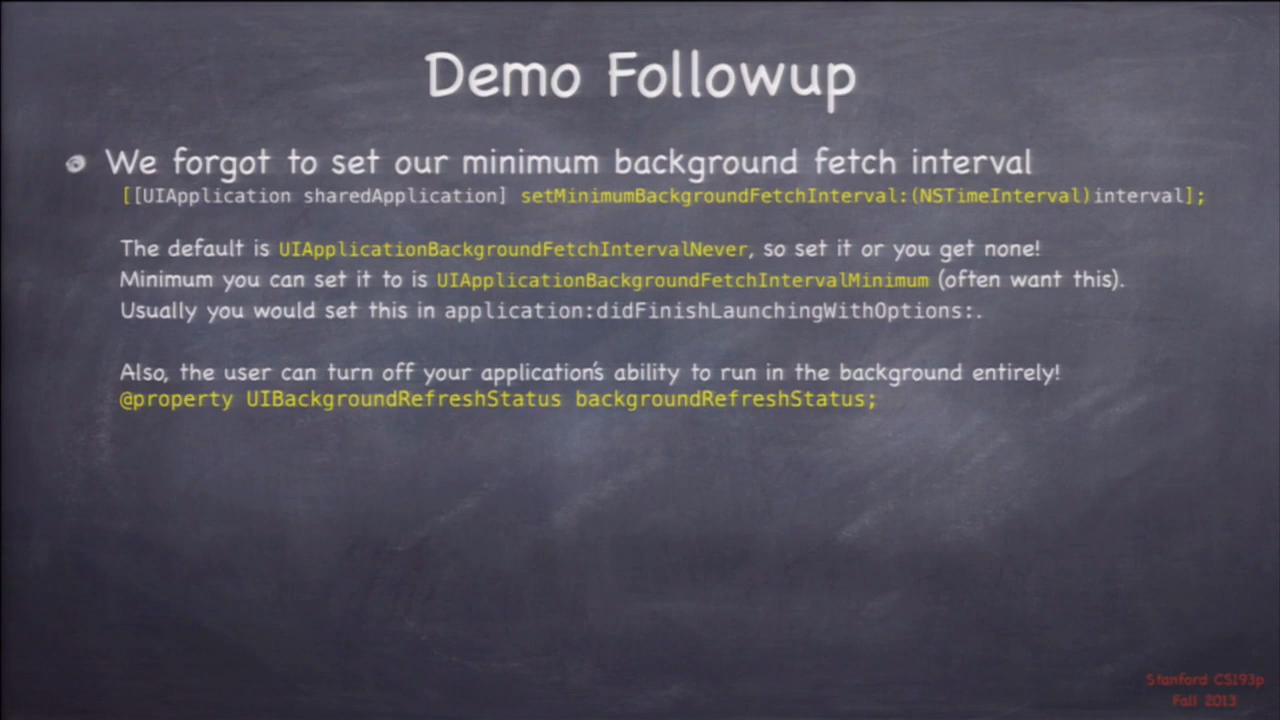 Demo Followup
We forgot to set our minimum background fetch interval
[[UIApplication sharedApplication] setMinimumBackgroundFetchInterval:(NSTimeInterval)interval];
The default is UIApplicationBackgroundFetchIntervalNever, so set it or you get none!
Minimum you can set it to is UIApplicationBackgroundFetchIntervalMinimum (often want this).
Usually you would set this in application:didFinishLaunchingWithOptions:.
Also, the user can turn off your application's ability to run in the background entirely!
@property UIBackgroundRefreshStatus backgroundRefreshStatus;
Stanford CS193p
Fall 2013